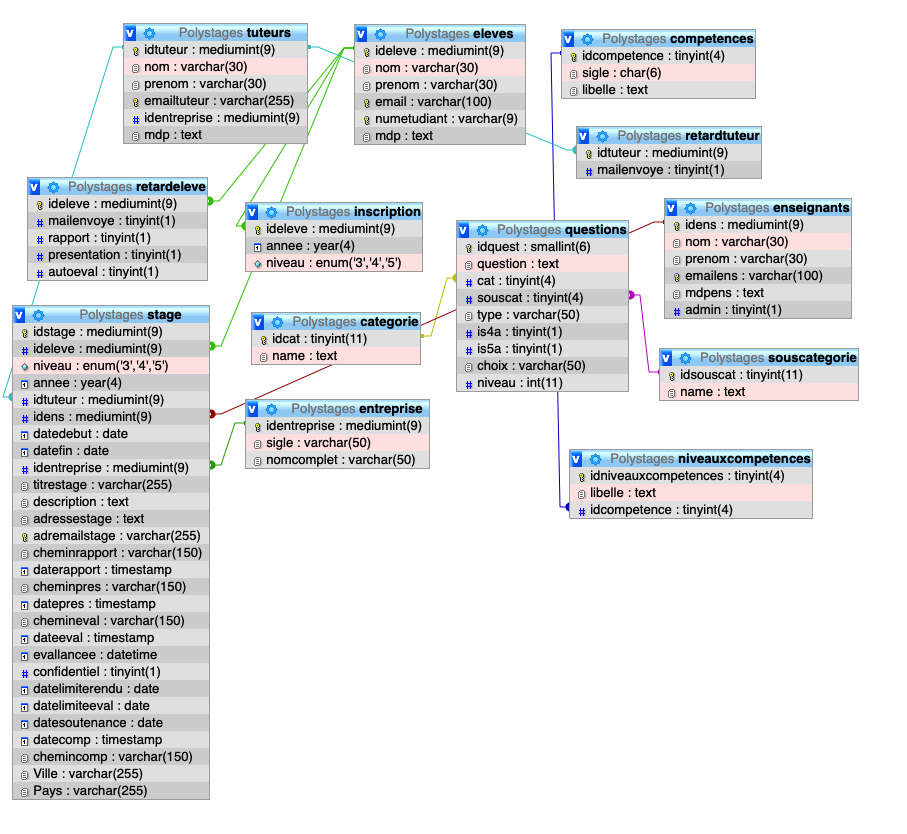 Polystages tuteurs
idtuteur : mediumint(9)
nom : varchar(30)
prenom : varchar(30)
emailtuteur : varchar(255)
identreprise : mediumint(9)
mdp : text
Polystages eleves
ideleve : mediumint(9)
nom : varchar(30)
prenom : varchar(30)
email : varchar(100)
numetudiant : varchar(9)
mdp : text
Polystages competences
idcompetence : tinyint(4)
sigle : char(6)
libelle : text
Polystages retardtuteur
idtuteur : mediumint(9)
mailenvoye : tinyint(1)
Polystages retardeleve
ideleve : mediumint(9)
mailenvoye : tinyint(1)
rapport : tinyint(1)
presentation : tinyint(1)
autoeval : tinyint(1)
Polystages inscription
ideleve : mediumint(9)
annee : year(4)
niveau : enum('3','4','5')
Polystages questions
idquest : smallint(6)
question : text
cat : tinyint(4)
souscat : tinyint(4)
type : varchar(50)
is4a : tinyint(1)
is5a : tinyint(1)
choix : varchar(50)
niveau : int(11)
Polystages enseignants
idens : mediumint(9)
nom : varchar(30)
prenom : varchar(30)
emailens : varchar(100)
mdpens : text
admin : tinyint(1)
Polystages stage
idstage : mediumint(9)
ideleve : mediumint(9)
niveau : enum('3','4','5')
annee : year(4)
idtuteur : mediumint(9)
idens : mediumint(9)
datedebut : date
datefin : date
identreprise : mediumint(9)
titrestage : varchar(255)
description : text
adressestage : text
adremailstage : varchar(255)
cheminrapport : varchar(150)
daterapport : timestamp
cheminpres : varchar(150)
datepres : timestamp
chemineval : varchar(150)
dateeval : timestamp
evallancee : datetime
confidentiel : tinyint(1)
datelimiterendu : date
datelimiteeval : date
datesoutenance : date
datecomp : timestamp
chemincomp : varchar(150)
Ville : varchar(255)
Pays : varchar(255)
Polystages categorie
idcat : tinyint(11)
name : text
Polystages souscategorie
idsouscat : tinyint(11)
name : text
Polystages entreprise
identreprise : mediumint(9)
sigle : varchar(50)
nomcomplet : varchar(50)
Polystages niveauxcompetences
idniveauxcompetences : tinyint(4)
libelle : text
idcompetence : tinyint(4)